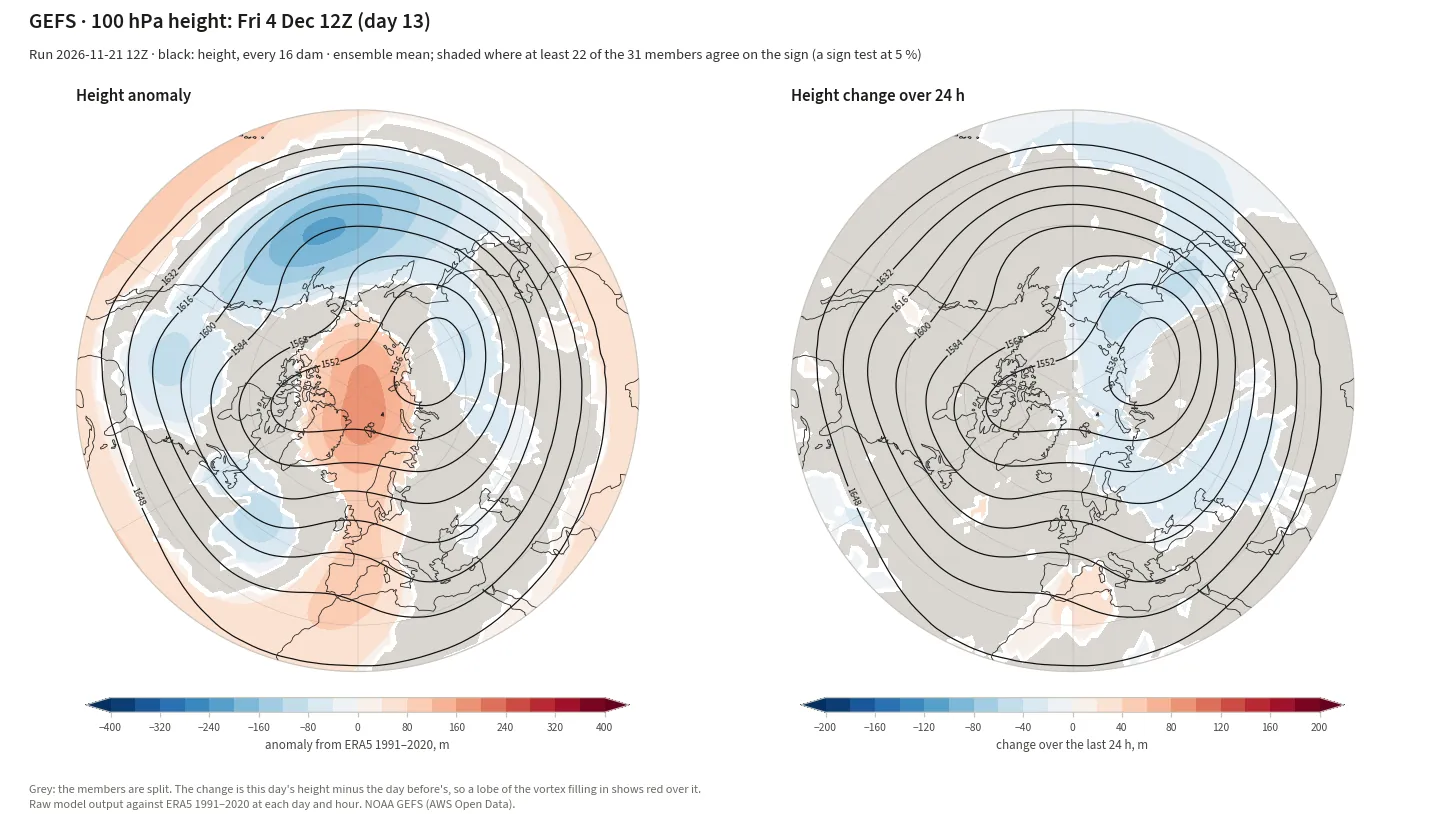 GEFS · 100 hPa height: Fri 4 Dec 12Z (day 13)
Run 2026-11-21 12Z · black: height, every 16 dam · ensemble mean; shaded where at least 22 of the 31 members agree on the sign (a sign test at 5 %)
Height anomaly
Height change over 24 h
1632
1616
1600
1584
1568
1552
1536
1648
1632
1616
1600
1584
1568
1552
1536
1648
−400 −320 −240 −160 −80 0 80 160 240 320 400
anomaly from ERA5 1991–2020, m
−200 −160 −120 −80 −40 0 40 80 120 160 200
change over the last 24 h, m
Grey: the members are split. The change is this day's height minus the day before's, so a lobe of the vortex filling in shows red over it.
Raw model output against ERA5 1991–2020 at each day and hour. NOAA GEFS (AWS Open Data).